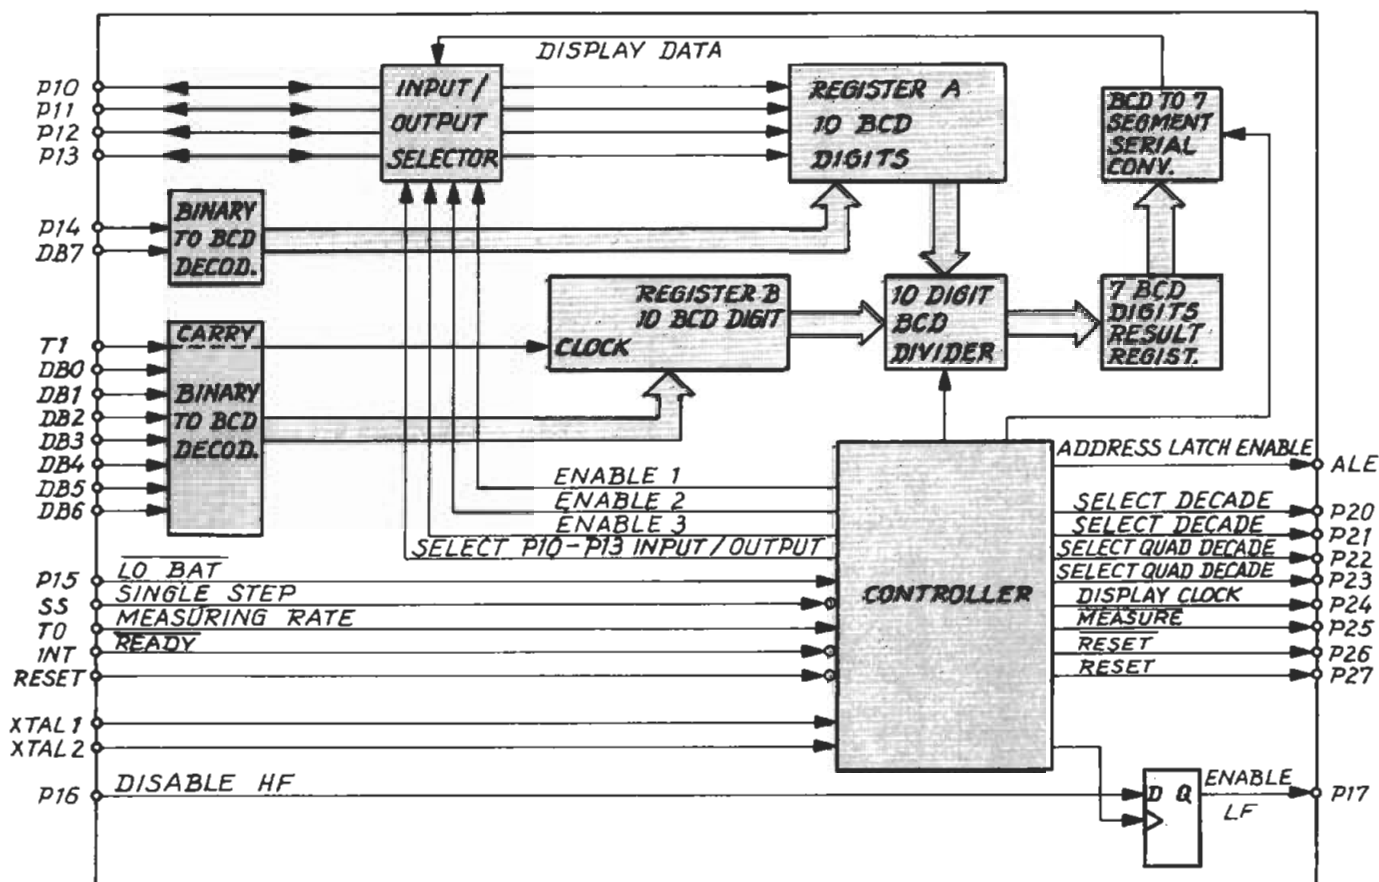 DISPLAY DATA
P10
P11
P12
P13
INPUT/
OUTPUT
SELECTOR
REGISTER A
10 BCD
DIGITS
BCD TO 7
SEGMENT
SERIAL
CONV.
P14
DB7
BINARY
TO BCD
DECOD.
REGISTER B
10 BCD DIGIT
CLOCK
10 DIGIT
BCD
DIVIDER
7 BCD
DIGITS
RESULT
REGIST.
T1
DB0
DB1
DB2
DB3
DB4
DB5
DB6
CARRY
BINARY
TO BCD
DECOD.
ENABLE 1
ENABLE 2
ENABLE 3
SELECT P10-P13 INPUT/OUTPUT
P15
LO BAT
SS
SINGLE STEP
T0
MEASURING RATE
INT
READY
RESET
XTAL1
XTAL2
P16
DISABLE HF
CONTROLLER
ADDRESS LATCH ENABLE
ALE
SELECT DECADE
P20
SELECT DECADE
P21
SELECT QUAD DECADE
P22
SELECT QUAD DECADE
P23
DISPLAY CLOCK
P24
MEASURE
P25
RESET
P26
RESET
P27
D Q
ENABLE
LF
P17